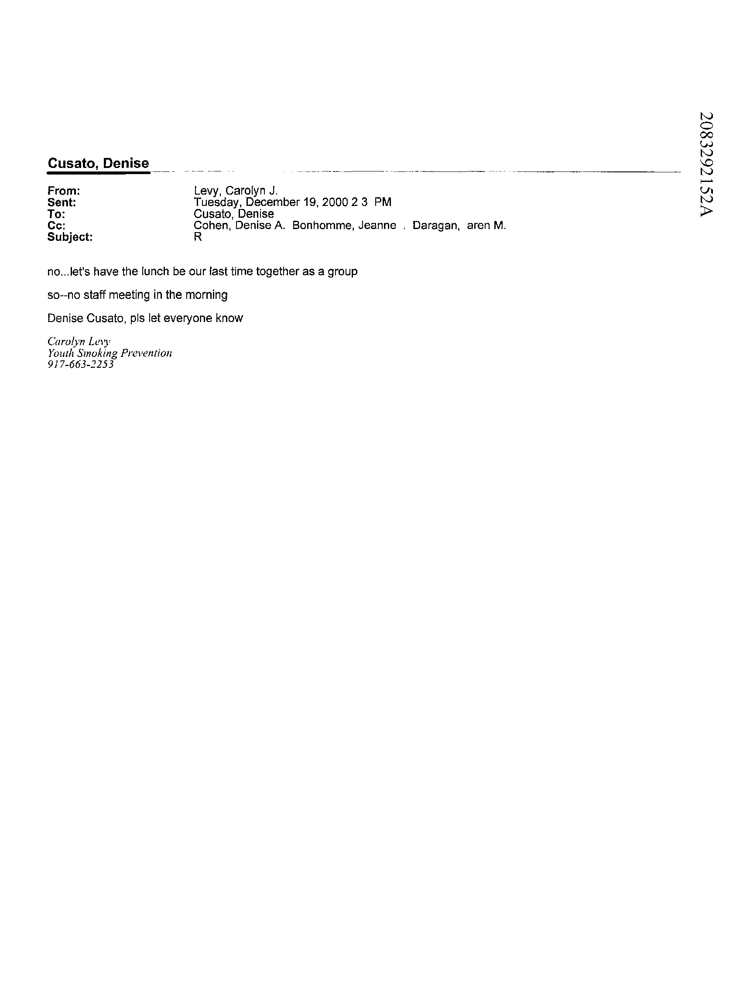 Cusato, Denise
From: Levy, Carolyn J.
Sent: Tuesday, December 19, 2000 2 3 PM
To: Cusato, Denise
Cc: Cohen, Denise A. Bonhomme, Jeanne . Daragan, aren M.
Subject: R
no...let's have the lunch be our last time together as a group
so--no staff meeting in the morning
Denise Cusato, pls let everyone know
Carolyn Levy
Youth Smoking Prevention
917-663-2253
2083292152A